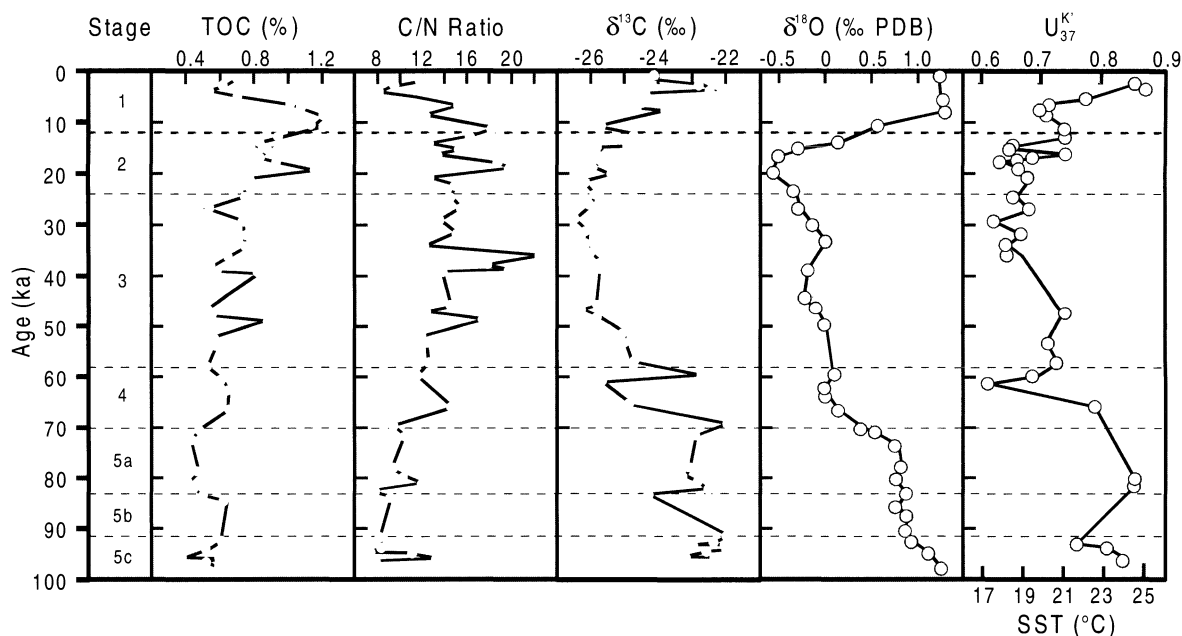 Stage TOC (%) C/N Ratio δ¹³C (‰) δ¹⁸O (‰ PDB) U₃₇ᴷ'
0.4 0.8 1.2 8 12 16 20 -26 -24 -22 -0.5 0 0.5 1.0 0.6 0.7 0.8 0.9
0
1
10
2
20
30
3
40
50
Age (ka)
60
4
70
5a
80
5b
90
5c
100
17 19 21 23 25
SST (°C)